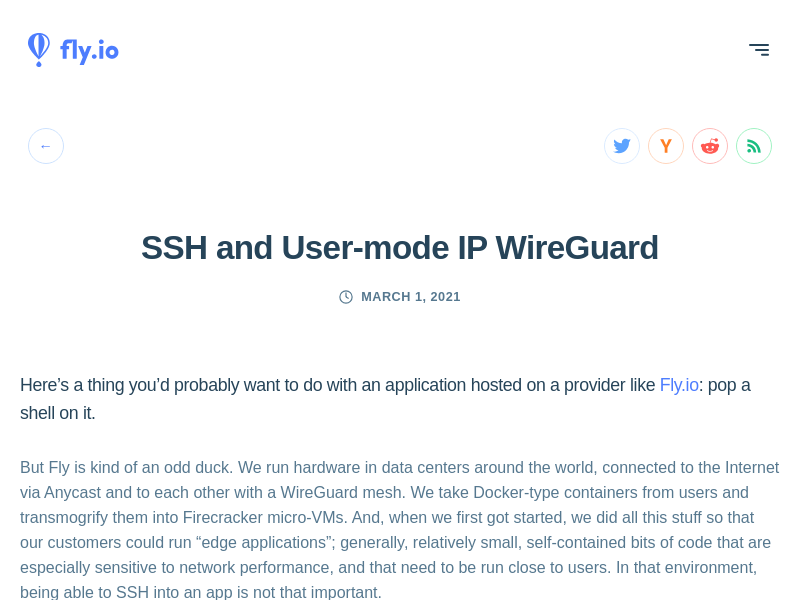 fly.io
←
SSH and User-mode IP WireGuard
MARCH 1, 2021
Here’s a thing you’d probably want to do with an application hosted on a provider like Fly.io: pop a
shell on it.
But Fly is kind of an odd duck. We run hardware in data centers around the world, connected to the Internet
via Anycast and to each other with a WireGuard mesh. We take Docker-type containers from users and
transmogrify them into Firecracker micro-VMs. And, when we first got started, we did all this stuff so that
our customers could run “edge applications”; generally, relatively small, self-contained bits of code that are
especially sensitive to network performance, and that need to be run close to users. In that environment,
being able to SSH into an app is not that important.